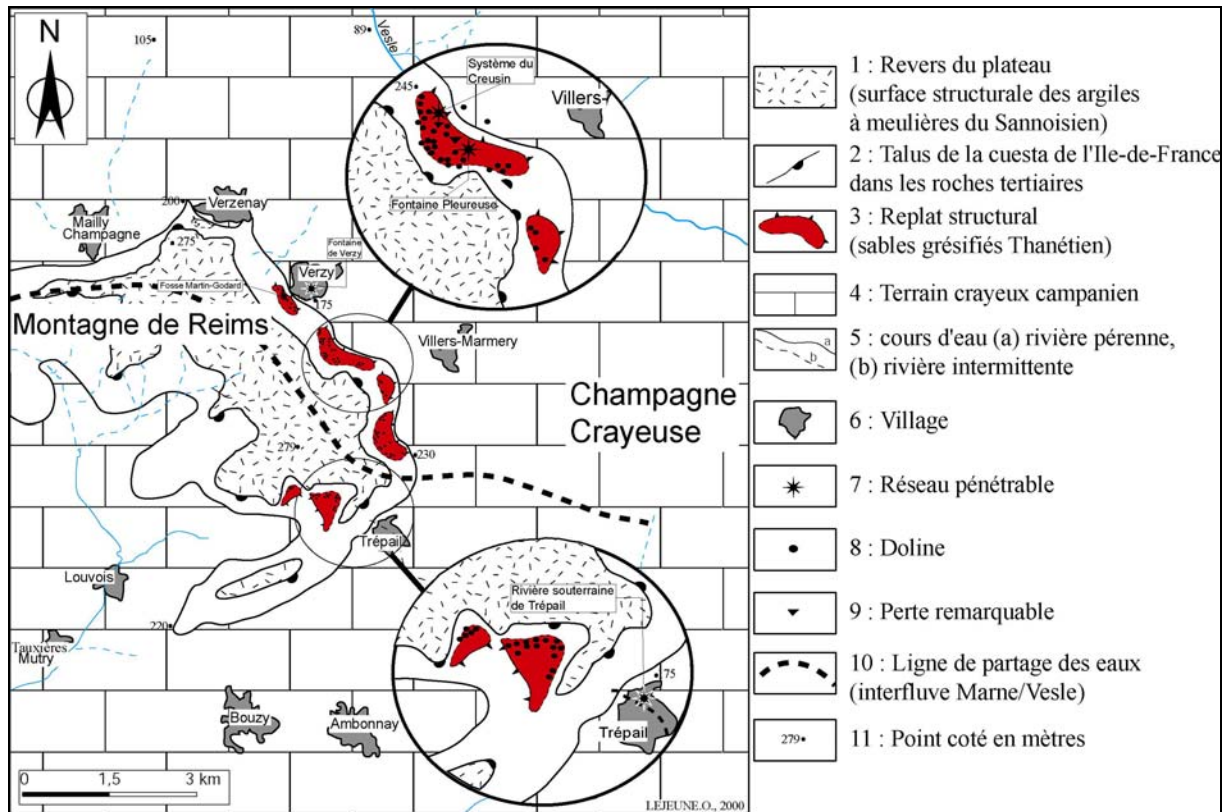 N
105
89
Vesle
Système du
Creusin
245
Villers-
Fontaine Pleureuse
200
Verzenay
Mailly
Champagne
275
Fontaine
de Verzy
Verzy
Fosse Martin-Godard
175
Montagne de Reims
Villers-Marmery
Champagne
Crayeuse
279
230
Trépail
Louvois
Rivière souterraine
de Trépail
220
Tauxières
Mutry
75
Trépail
Bouzy
Ambonnay
0 1,5 3 km
LEJEUNE.O., 2000
1 : Revers du plateau
(surface structurale des argiles
à meulières du Sannoisien)
2 : Talus de la cuesta de l'Ile-de-France
dans les roches tertiaires
3 : Replat structural
(sables grésifiés Thanétien)
4 : Terrain crayeux campanien
a
b
5 : cours d'eau (a) rivière pérenne,
(b) rivière intermittente
6 : Village
7 : Réseau pénétrable
8 : Doline
9 : Perte remarquable
10 : Ligne de partage des eaux
(interfluve Marne/Vesle)
279
11 : Point coté en mètres